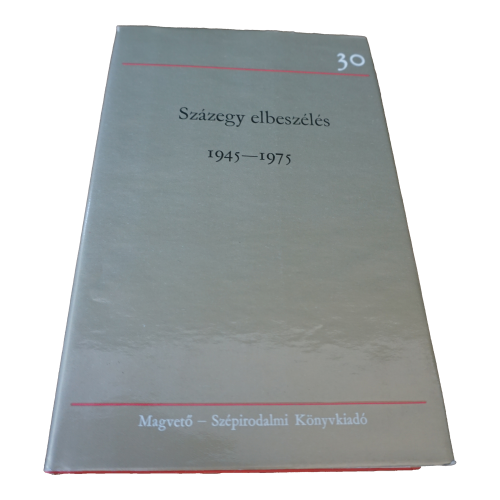 30
Százegy elbeszélés
1945—1975
Magvető – Szépirodalmi Könyvkiadó